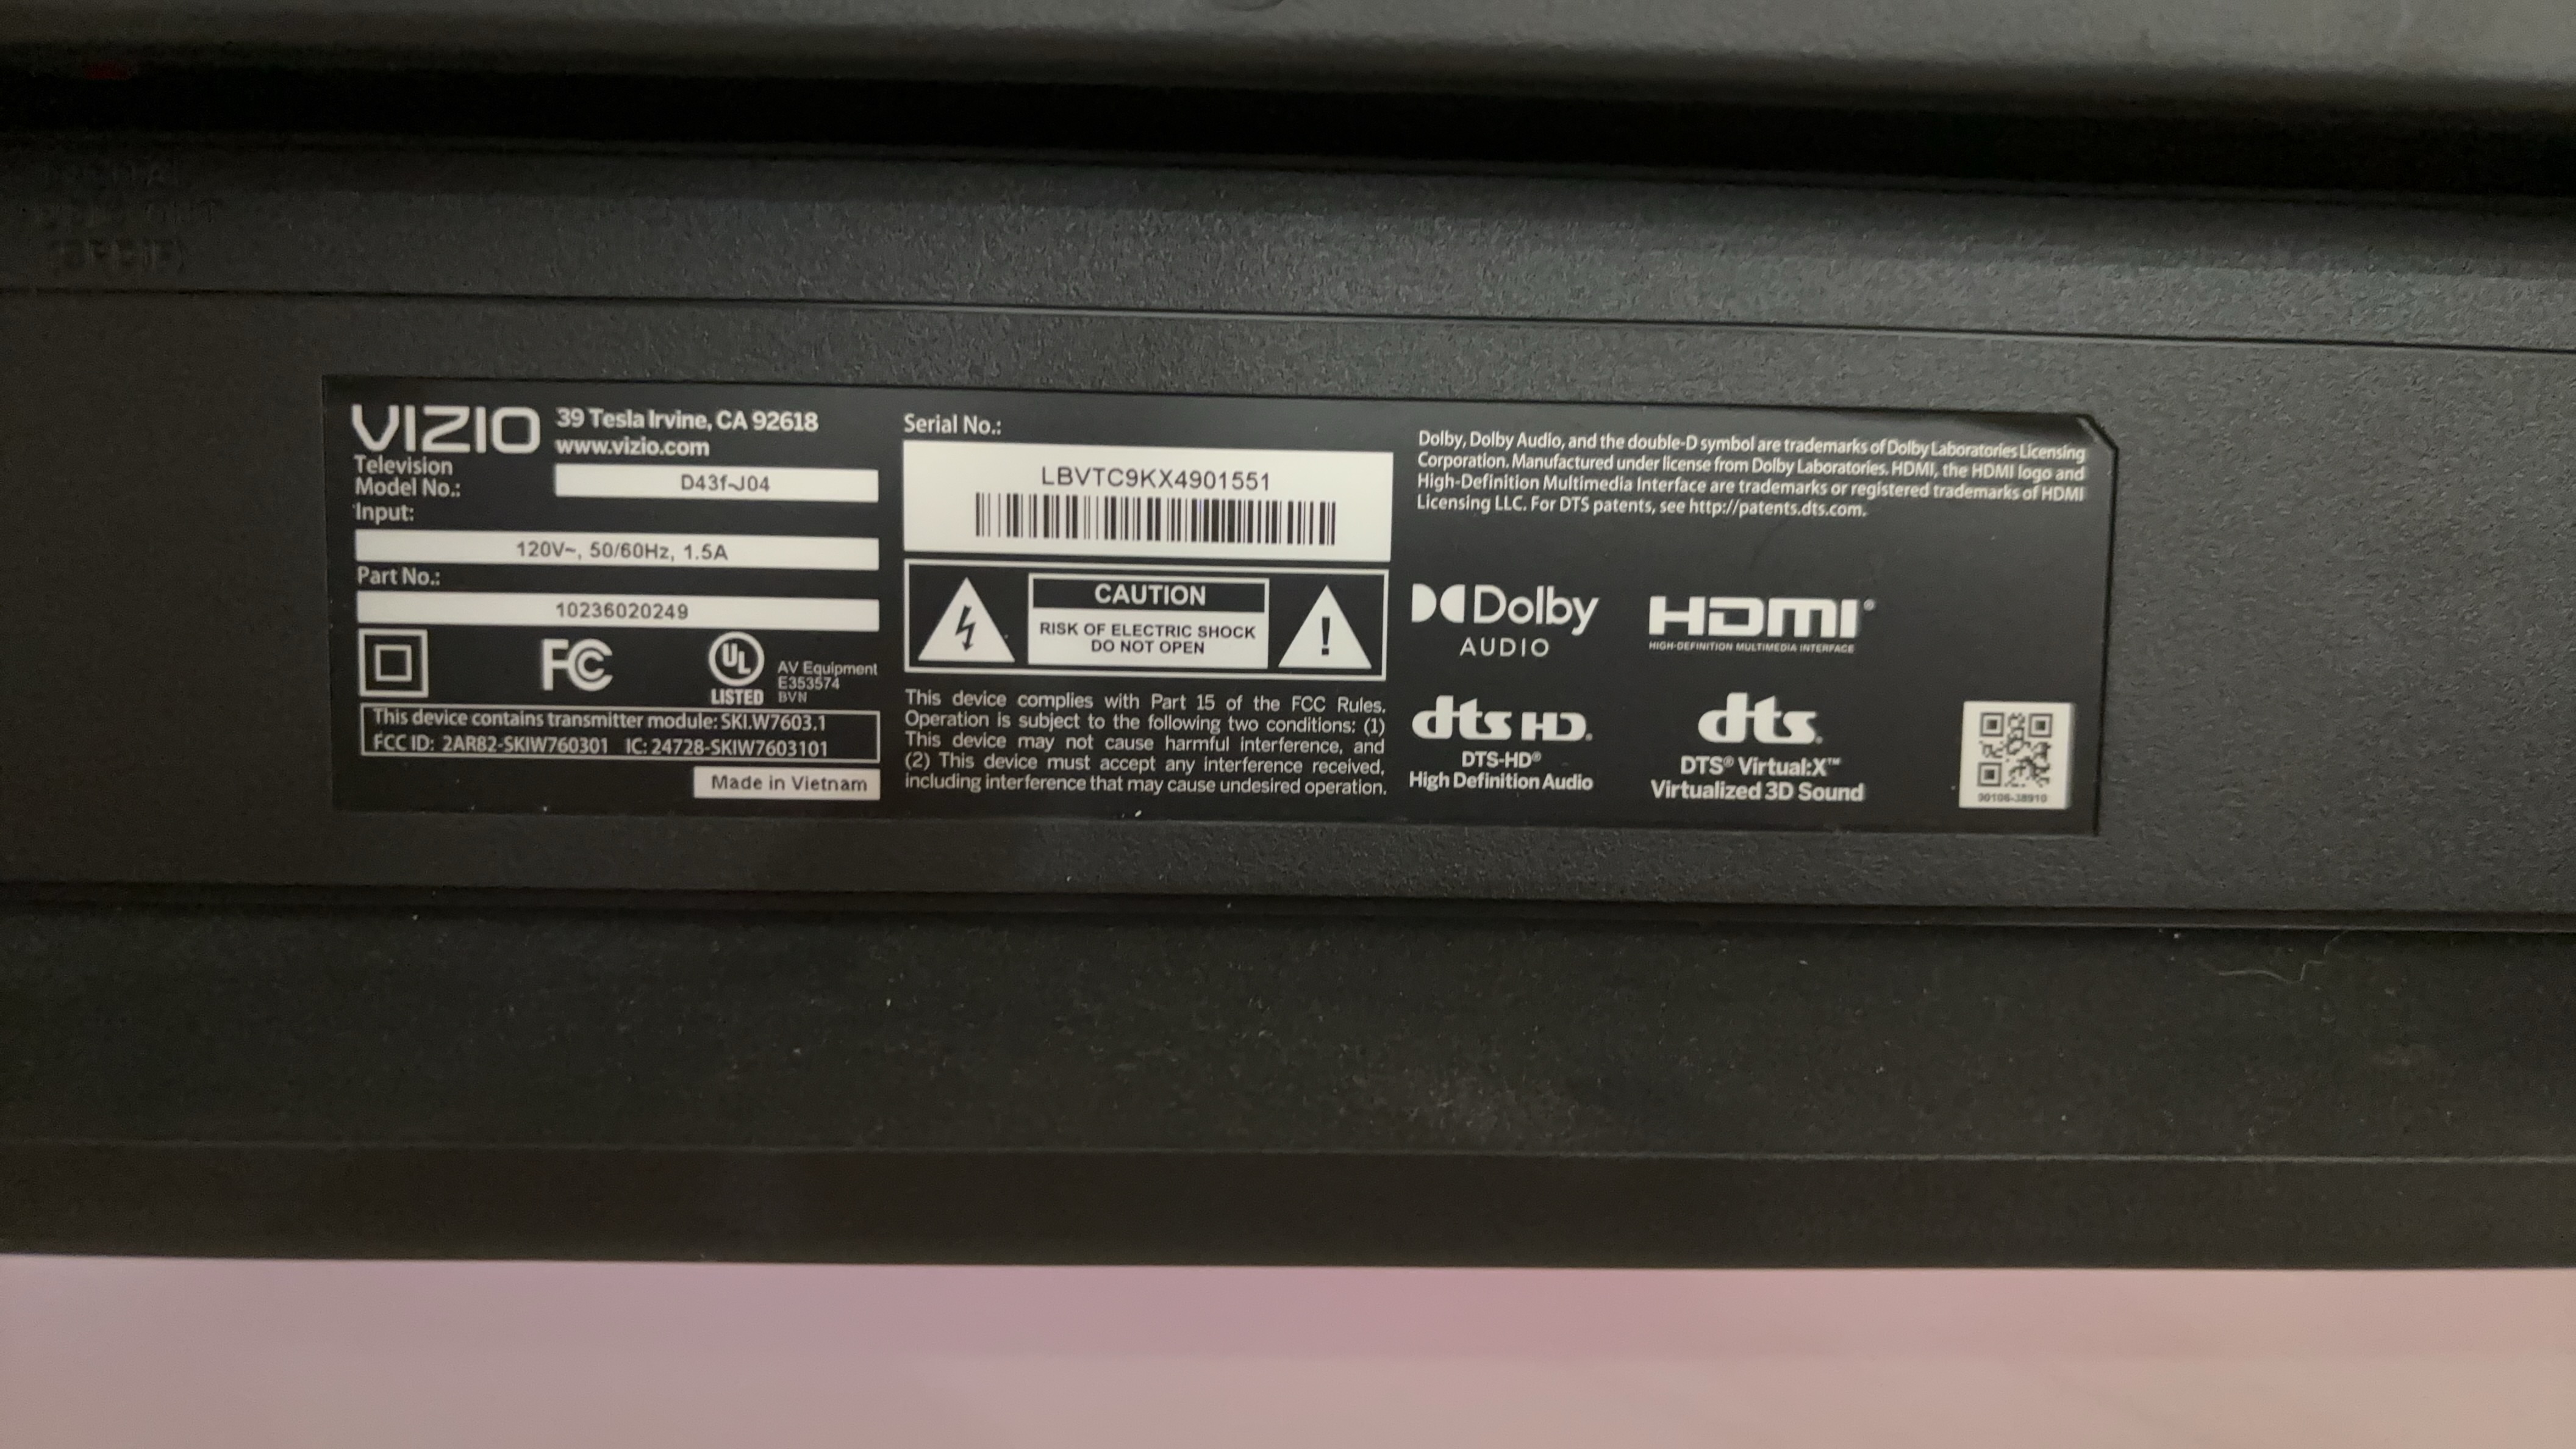 VIZIO
39 Tesla Irvine, CA 92618
www.vizio.com
Television
Model No.:
D43f-J04
Input:
120V~, 50/60Hz, 1.5A
Part No.:
10236020249
FC
UL
LISTED
AV Equipment
E353574
BVN
This device contains transmitter module: SKI.W7603.1
FCC ID: 2AR82-SKIW760301 IC: 24728-SKIW7603101
Made in Vietnam
Serial No.:
LBVTC9KX4901551
CAUTION
RISK OF ELECTRIC SHOCK
DO NOT OPEN
!
This device complies with Part 15 of the FCC Rules.
Operation is subject to the following two conditions: (1)
This device may not cause harmful interference, and
(2) This device must accept any interference received,
including interference that may cause undesired operation.
Dolby, Dolby Audio, and the double-D symbol are trademarks of Dolby Laboratories Licensing
Corporation. Manufactured under license from Dolby Laboratories. HDMI, the HDMI logo and
High-Definition Multimedia Interface are trademarks or registered trademarks of HDMI
Licensing LLC. For DTS patents, see http://patents.dts.com.
Dolby
AUDIO
HDMI®
HIGH-DEFINITION MULTIMEDIA INTERFACE
dts HD.
DTS-HD®
High Definition Audio
dts.
DTS® Virtual:X™
Virtualized 3D Sound